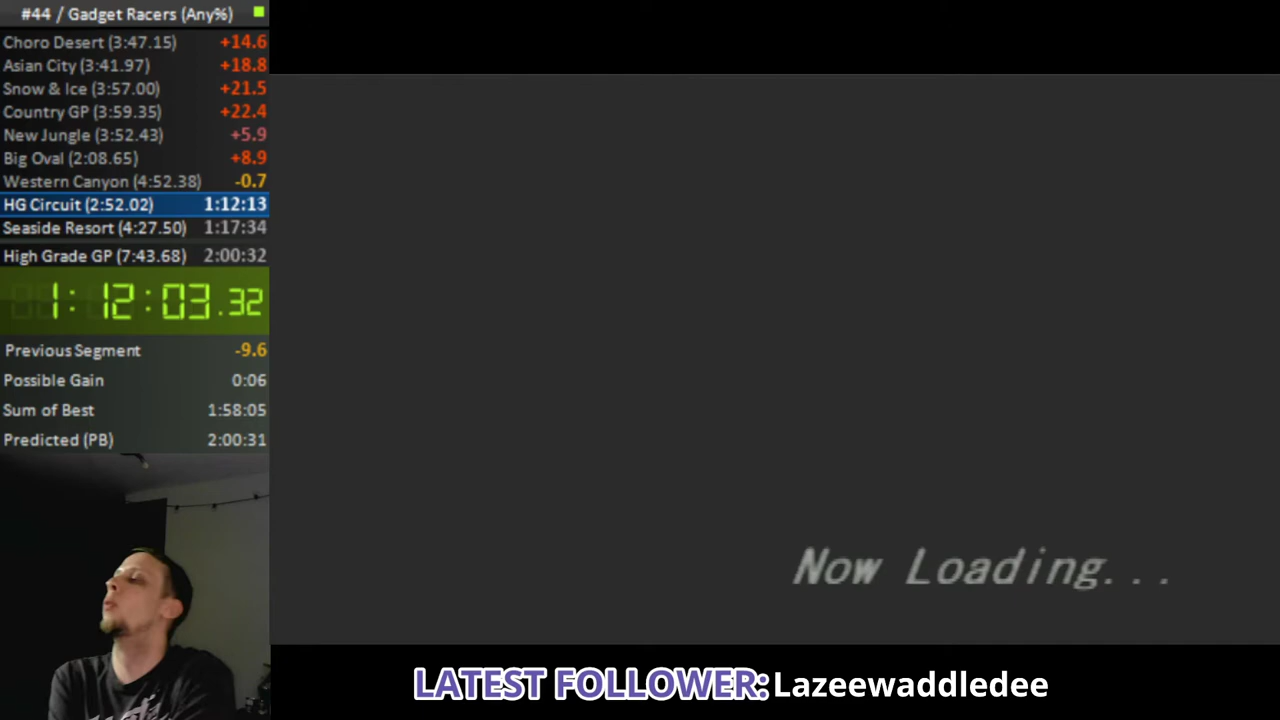 #44 / Gadget Racers (Any%)
Choro Desert (3:47.15) +14.6
Asian City (3:41.97) +18.8
Snow & Ice (3:57.00) +21.5
Country GP (3:59.35) +22.4
New Jungle (3:52.43) +5.9
Big Oval (2:08.65) +8.9
Western Canyon (4:52.38) -0.7
HG Circuit (2:52.02) 1:12:13
Seaside Resort (4:27.50) 1:17:34
High Grade GP (7:43.68) 2:00:32
1:12:03.32
Previous Segment -9.6
Possible Gain 0:06
Sum of Best 1:58:05
Predicted (PB) 2:00:31
Now Loading...
LATEST FOLLOWER: Lazeewaddledee